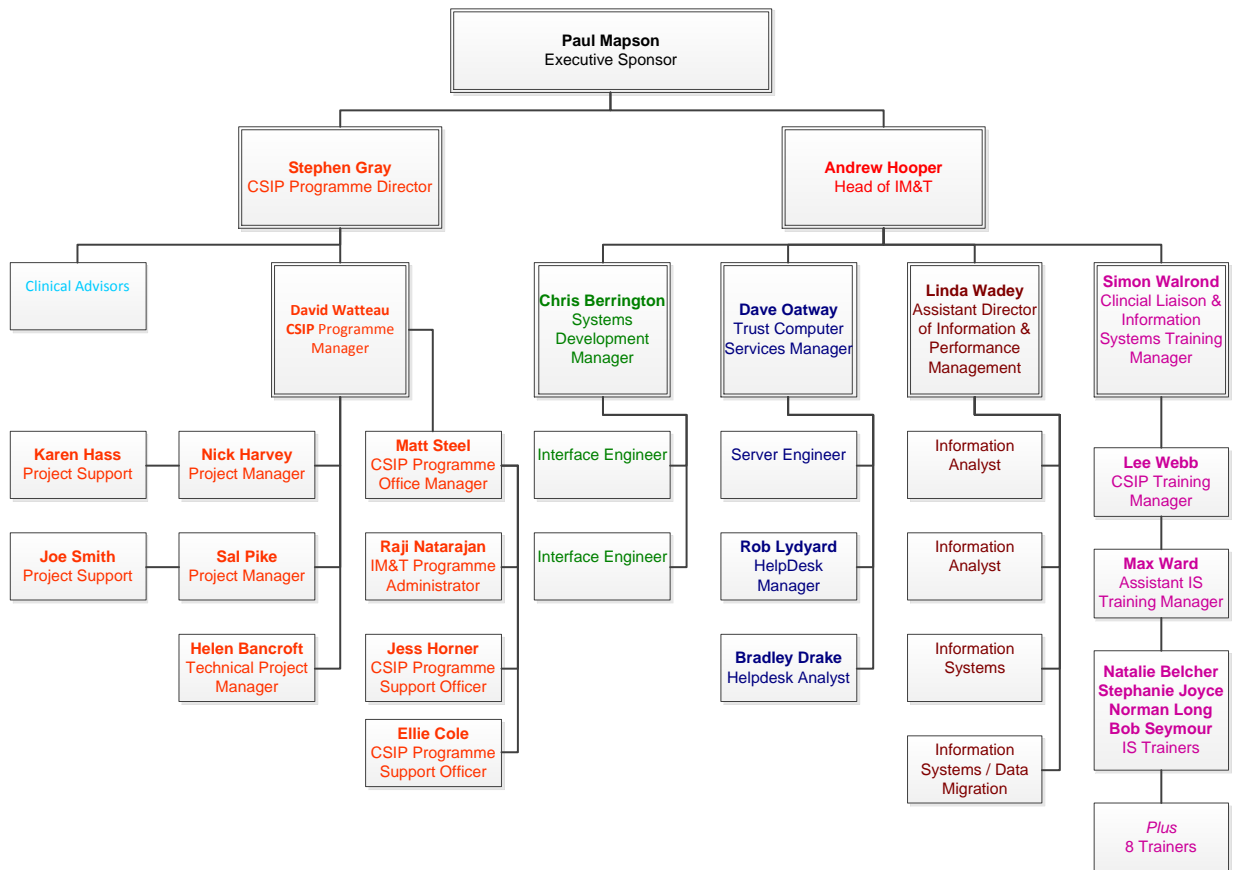 Paul Mapson
Executive Sponsor
Stephen Gray
CSIP Programme Director
Andrew Hooper
Head of IM&T
Clinical Advisors
David Watteau
CSIP Programme
Manager
Chris Berrington
Systems
Development
Manager
Dave Oatway
Trust Computer
Services Manager
Linda Wadey
Assistant Director
of Information &
Performance
Management
Simon Walrond
Clincial Liaison &
Information
Systems Training
Manager
Karen Hass
Project Support
Nick Harvey
Project Manager
Matt Steel
CSIP Programme
Office Manager
Interface Engineer
Server Engineer
Information
Analyst
Lee Webb
CSIP Training
Manager
Joe Smith
Project Support
Sal Pike
Project Manager
Raji Natarajan
IM&T Programme
Administrator
Interface Engineer
Rob Lydyard
HelpDesk
Manager
Information
Analyst
Max Ward
Assistant IS
Training Manager
Helen Bancroft
Technical Project
Manager
Jess Horner
CSIP Programme
Support Officer
Bradley Drake
Helpdesk Analyst
Information
Systems
Natalie Belcher
Stephanie Joyce
Norman Long
Bob Seymour
IS Trainers
Ellie Cole
CSIP Programme
Support Officer
Information
Systems / Data
Migration
Plus
8 Trainers